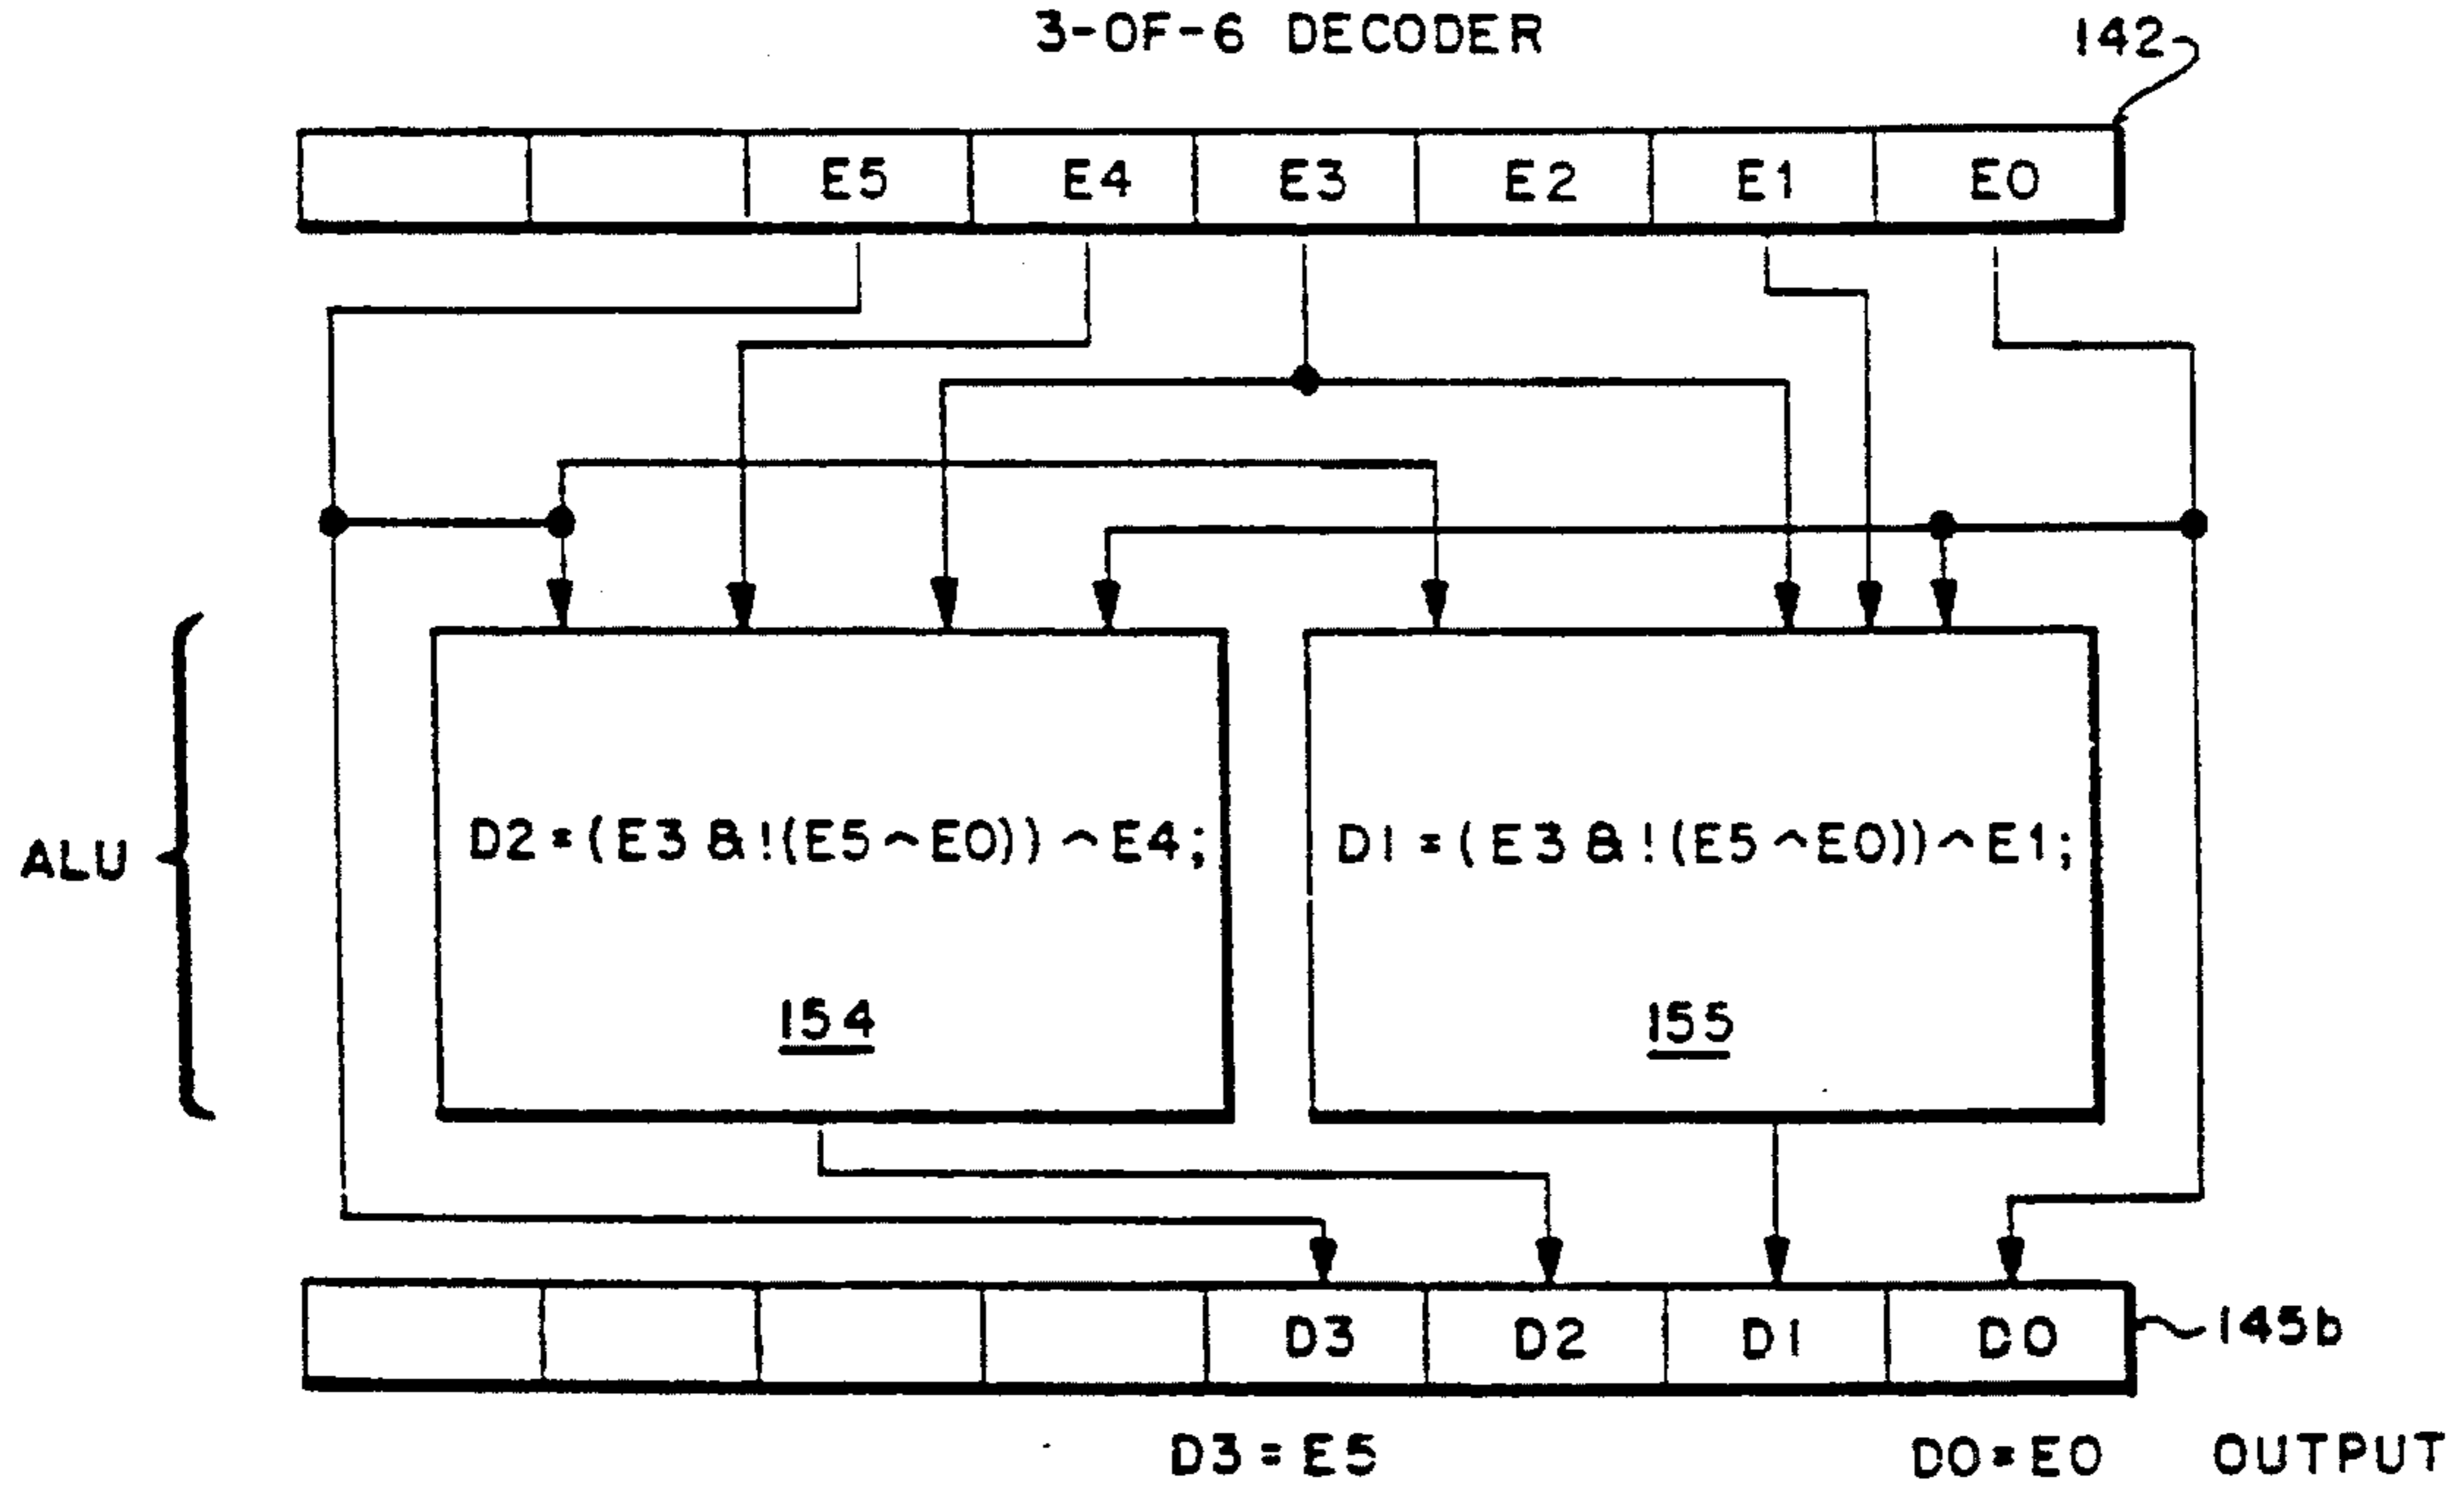 3-OF-6 DECODER
142
E5 E4 E3 E2 E1 E0
ALU
D2=(E3&!(E5^E0))^E4;
D1=(E3&!(E5^E0))^E1;
154
155
D3 D2 D1 D0
145b
D3=E5
D0=E0
OUTPUT